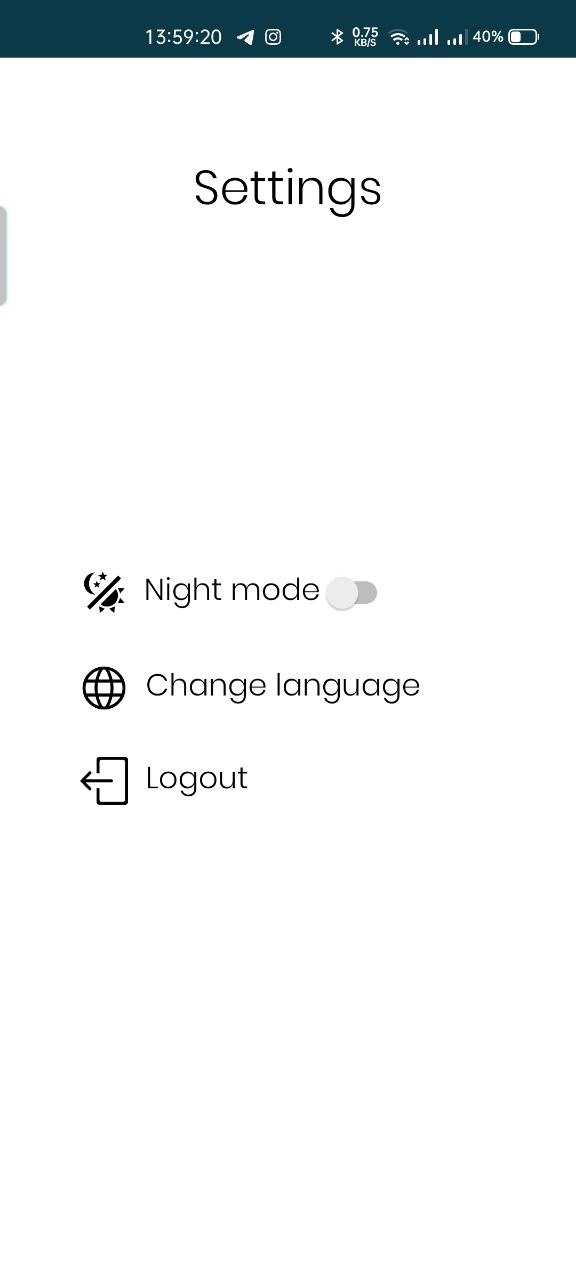 13:59:20 0.75 KB/S 40%
Settings
Night mode
Change language
Logout